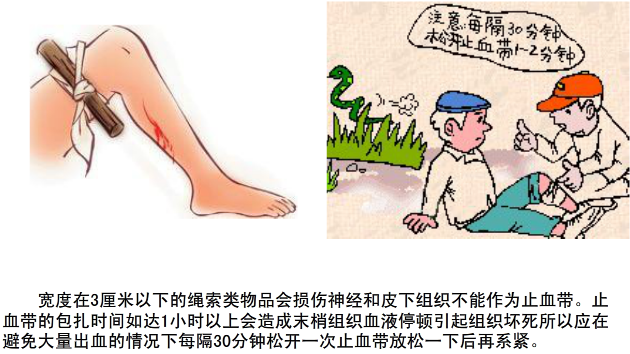 注意:每隔30分钟
松开止血带1~2分钟
宽度在3厘米以下的绳索类物品会损伤神经和皮下组织不能作为止血带。止
血带的包扎时间如达1小时以上会造成末梢组织血液停顿引起组织坏死所以应在
避免大量出血的情况下每隔30分钟松开一次止血带放松一下后再系紧。